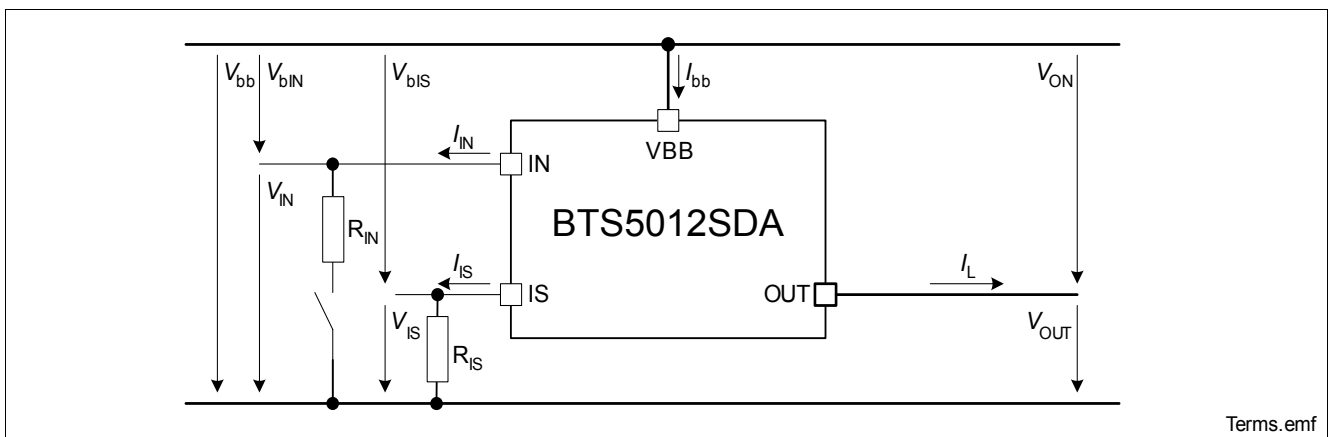 Vbb VbIN VbIS Ibb VON
IIN
IN VBB
VIN
BTS5012SDA
RIN
IIS IL
IS OUT
VIS VOUT
RIS
Terms.emf